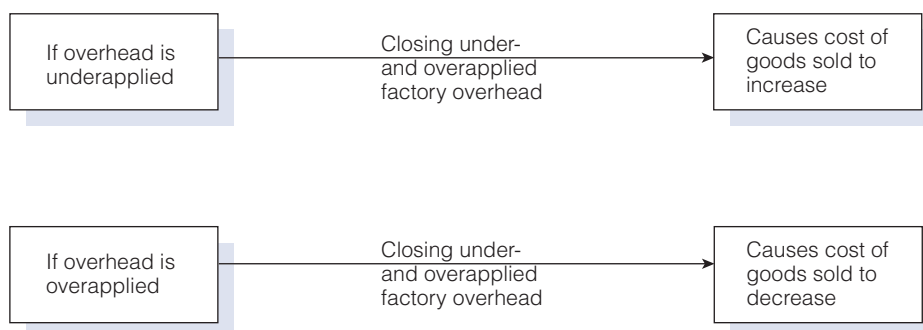 If overhead is
underapplied
Closing under-
and overapplied
factory overhead
Causes cost of
goods sold to
increase
If overhead is
overapplied
Closing under-
and overapplied
factory overhead
Causes cost of
goods sold to
decrease